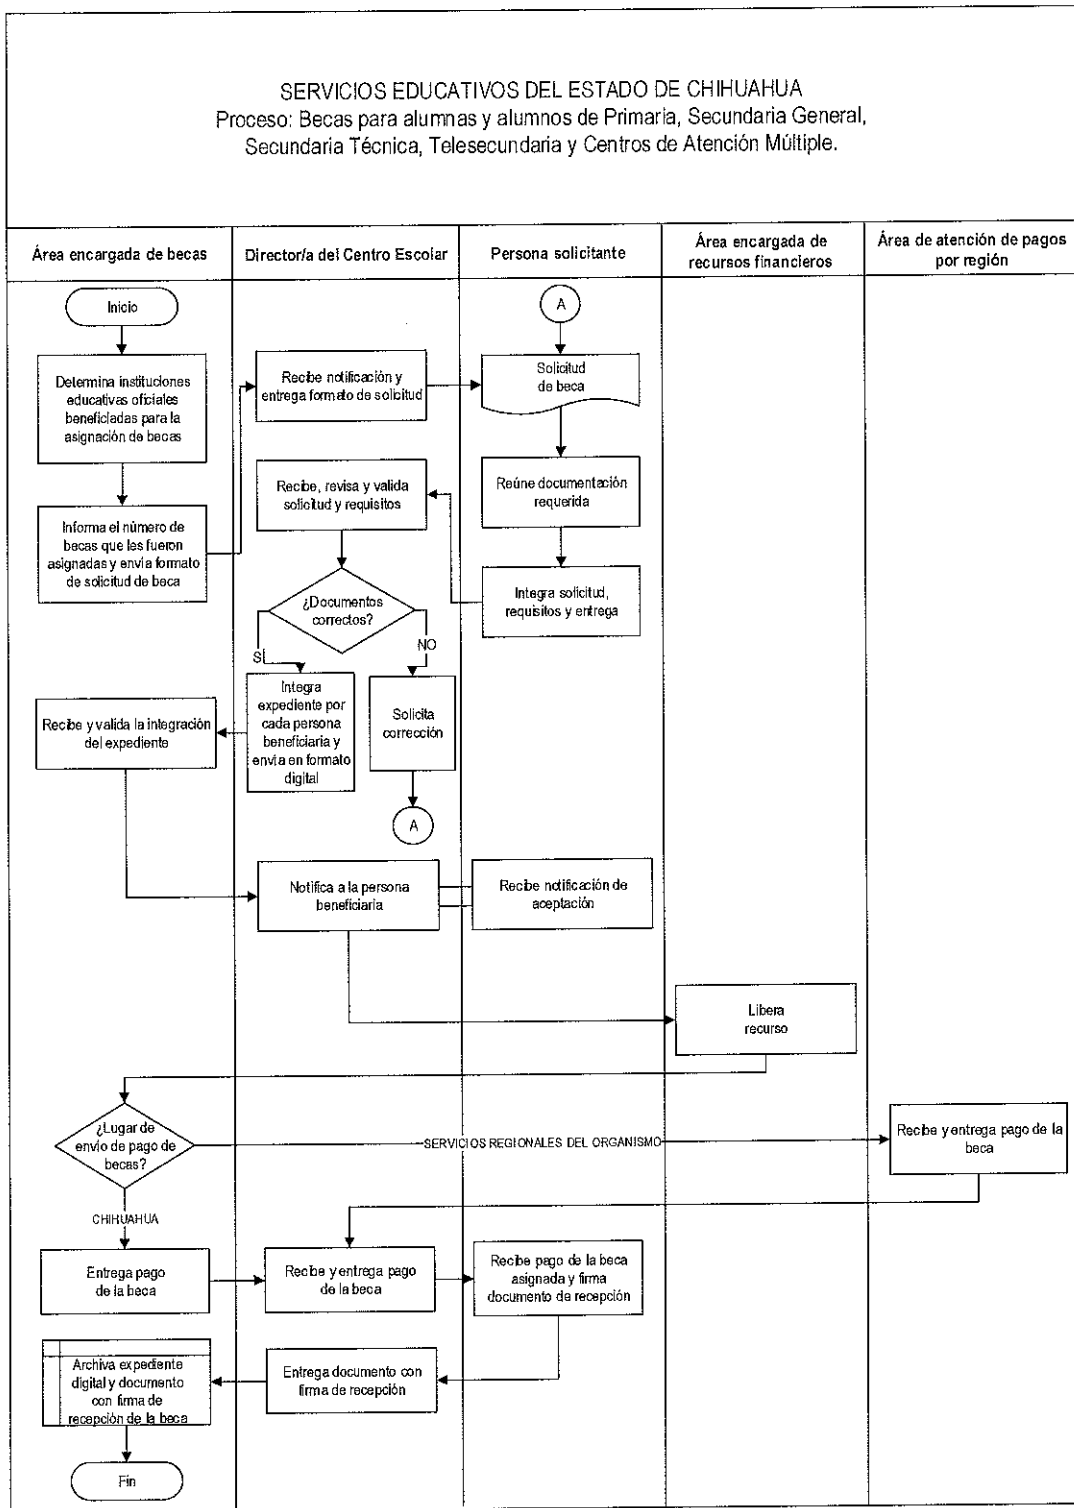 SERVICIOS EDUCATIVOS DEL ESTADO DE CHIHUAHUA
Proceso: Becas para alumnas y alumnos de Primaria, Secundaria General,
Secundaria Técnica, Telesecundaria y Centros de Atención Múltiple.
Área encargada de becas
Director/a del Centro Escolar
Persona solicitante
Área encargada de
recursos financieros
Área de atención de pagos
por región
Inicio
A
Determina instituciones
educativas oficiales
beneficiadas para la
asignación de becas
Recibe notificación y
entrega formato de solicitud
Solicitud
de beca
Informa el número de
becas que les fueron
asignadas y envía formato
de solicitud de beca
Recibe, revisa y valida
solicitud y requisitos
Reúne documentación
requerida
¿Documentos
correctos?
Integra solicitud,
requisitos y entrega
SÍ
NO
Recibe y valida la integración
del expediente
Integra
expediente por
cada persona
beneficiaria y
envía en formato
digital
Solicita
corrección
A
Notifica a la persona
beneficiaria
Recibe notificación de
aceptación
Libera
recurso
¿Lugar de
envío de pago de
becas?
SERVICIOS REGIONALES DEL ORGANISMO
Recibe y entrega pago de la
beca
CHIHUAHUA
Entrega pago
de la beca
Recibe y entrega pago
de la beca
Recibe pago de la beca
asignada y firma
documento de recepción
Archiva expediente
digital y documento
con firma de
recepción de la beca
Entrega documento con
firma de recepción
Fin